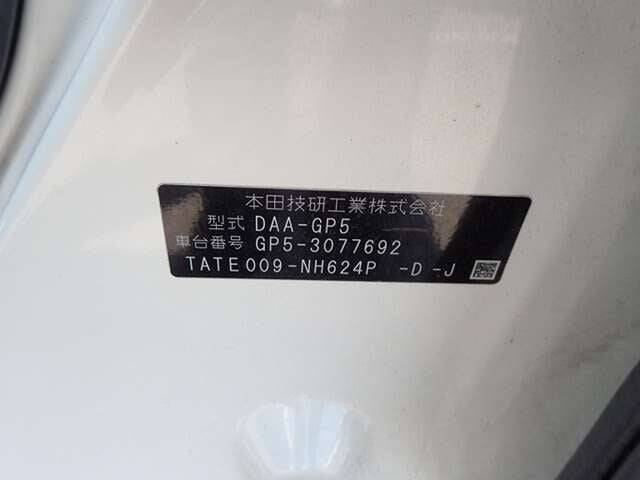 本田技研工業株式会社
型式 DAA-GP5
車台番号 GP5-3077692
TATE009-NH624P -D-J